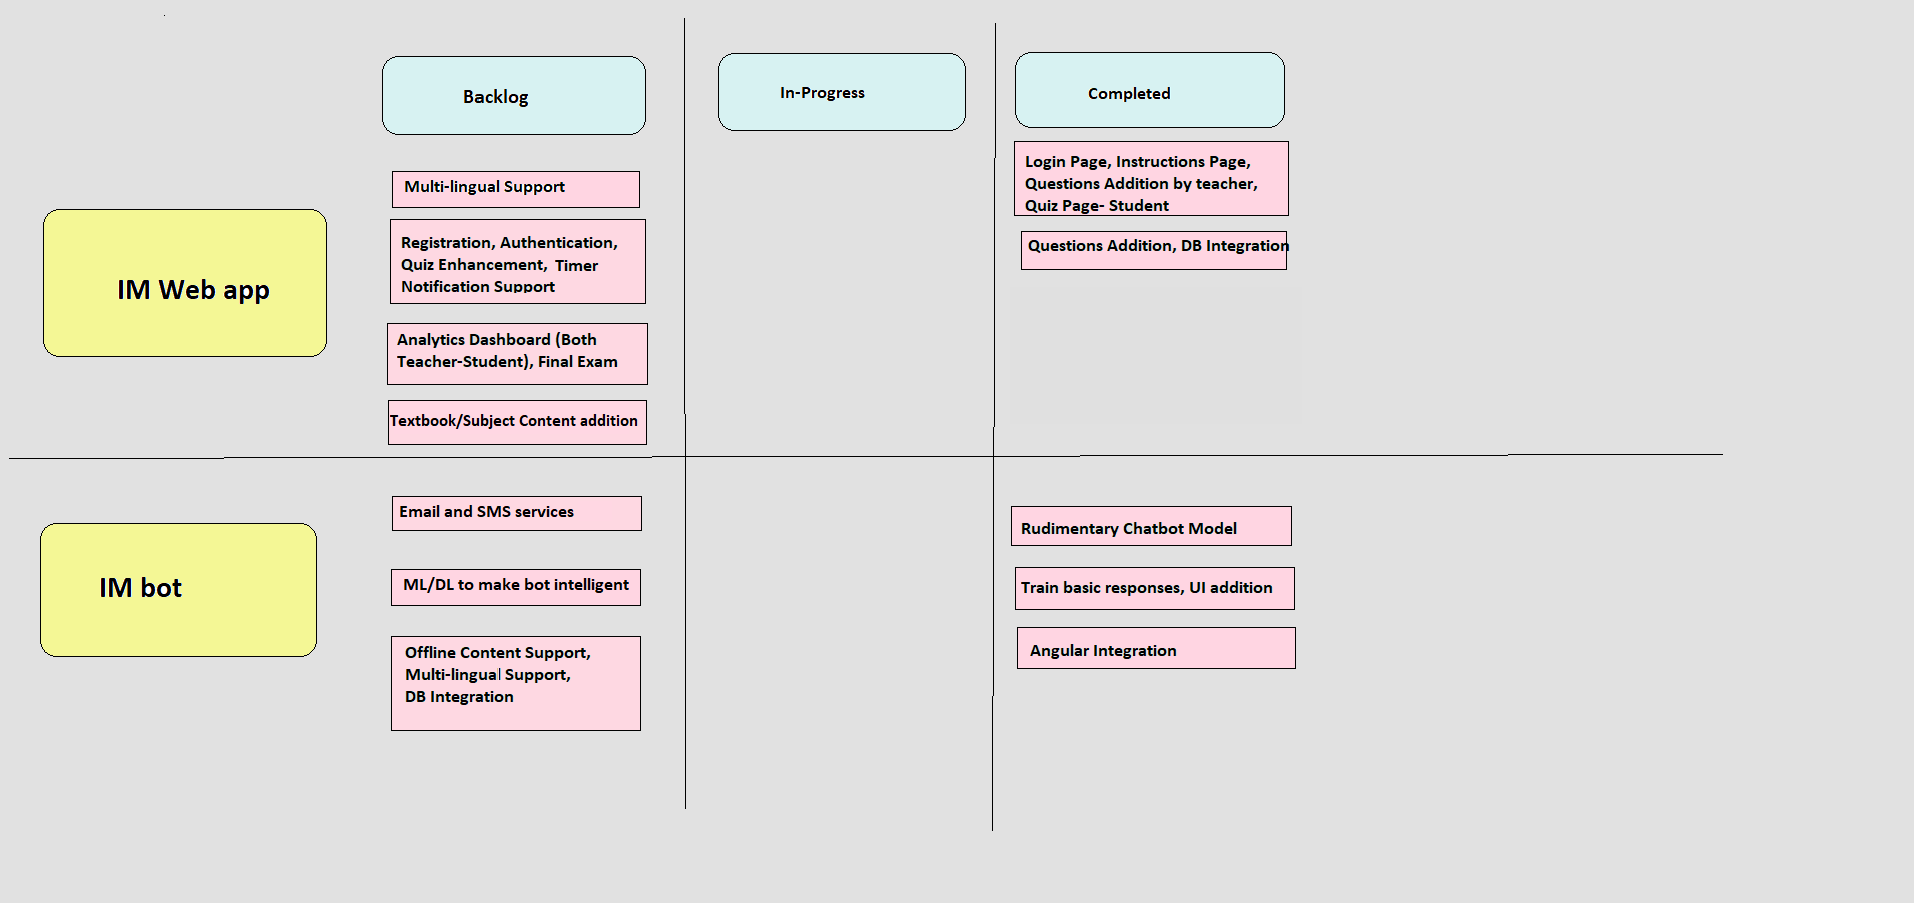 Backlog
In-Progress
Completed
IM Web app
Multi-lingual Support
Registration, Authentication,
Quiz Enhancement, Timer
Notification Support
Analytics Dashboard (Both
Teacher-Student), Final Exam
Textbook/Subject Content addition
Login Page, Instructions Page,
Questions Addition by teacher,
Quiz Page- Student
Questions Addition, DB Integration
IM bot
Email and SMS services
ML/DL to make bot intelligent
Offline Content Support,
Multi-lingual Support,
DB Integration
Rudimentary Chatbot Model
Train basic responses, UI addition
Angular Integration